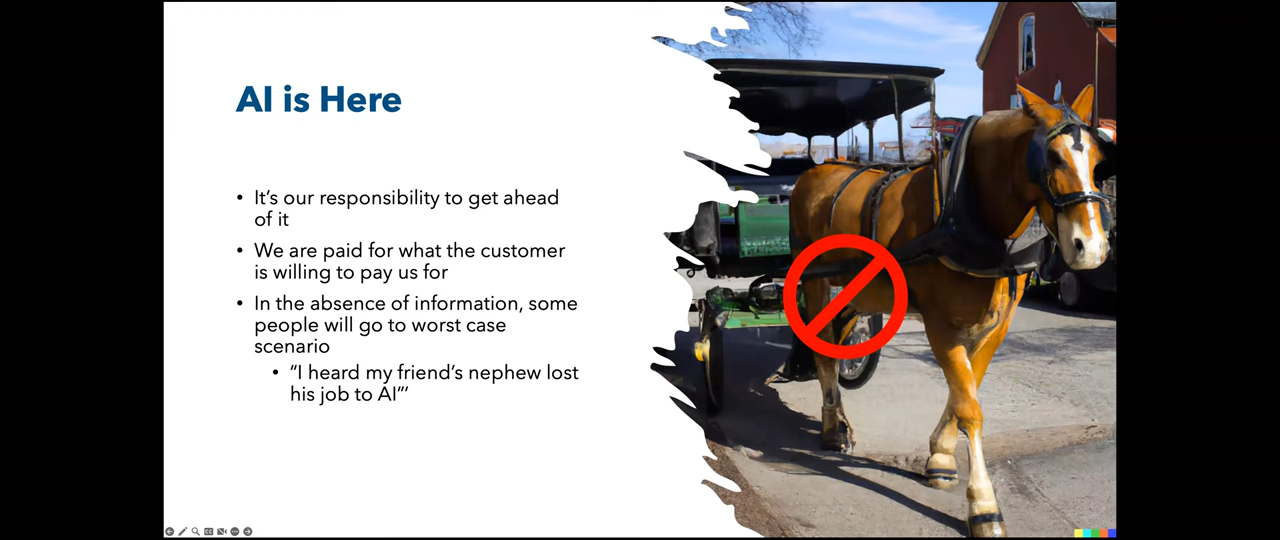 AI is Here
• It’s our responsibility to get ahead
of it
• We are paid for what the customer
is willing to pay us for
• In the absence of information, some
people will go to worst case
scenario
• “I heard my friend’s nephew lost
his job to AI”’